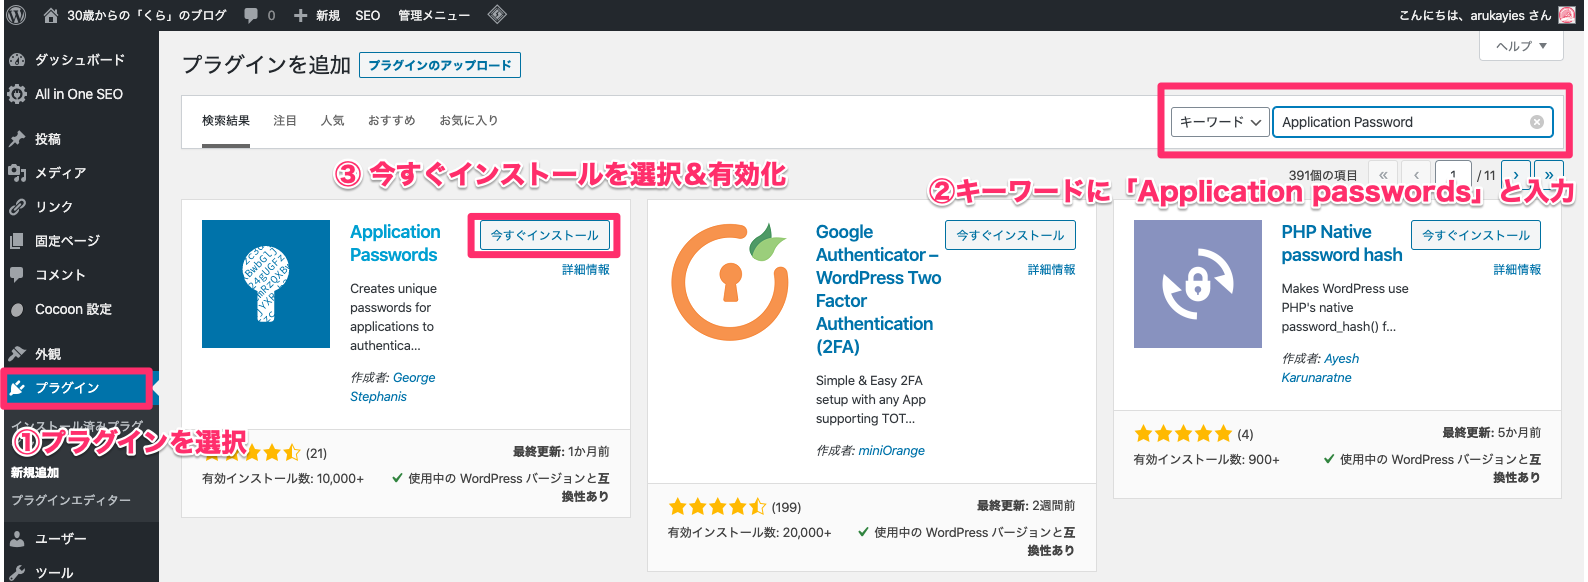 30歳からの「くら」のブログ
0
新規
SEO
管理メニュー
こんにちは、arukayies さん
ヘルプ
ダッシュボード
All in One SEO
投稿
メディア
リンク
固定ページ
コメント
Cocoon 設定
外観
プラグイン
インストール済みプラグ
①プラグインを選択
新規追加
プラグインエディター
ユーザー
ツール
プラグインを追加
プラグインのアップロード
検索結果
注目
人気
おすすめ
お気に入り
キーワード
Application Password
③ 今すぐインストールを選択&有効化
391個の項目
«
‹
1
/ 11
›
»
②キーワードに「Application passwords」と入力
Application
Passwords
今すぐインストール
詳細情報
Creates unique
passwords for
applications to
authentica...
作成者: George
Stephanis
(21)
最終更新: 1か月前
有効インストール数: 10,000+
使用中の WordPress バージョンと互
換性あり
Google
Authenticator –
WordPress Two
Factor
Authentication
(2FA)
今すぐインストール
詳細情報
Simple & Easy 2FA
setup with any App
supporting TOT...
作成者: miniOrange
(199)
最終更新: 2週間前
有効インストール数: 20,000+
使用中の WordPress バージョンと互
換性あり
PHP Native
password hash
今すぐインストール
詳細情報
Makes WordPress use
PHP's native
password_hash() f...
作成者: Ayesh
Karunaratne
(4)
最終更新: 5か月前
有効インストール数: 900+
使用中の WordPress バージョンと互
換性あり